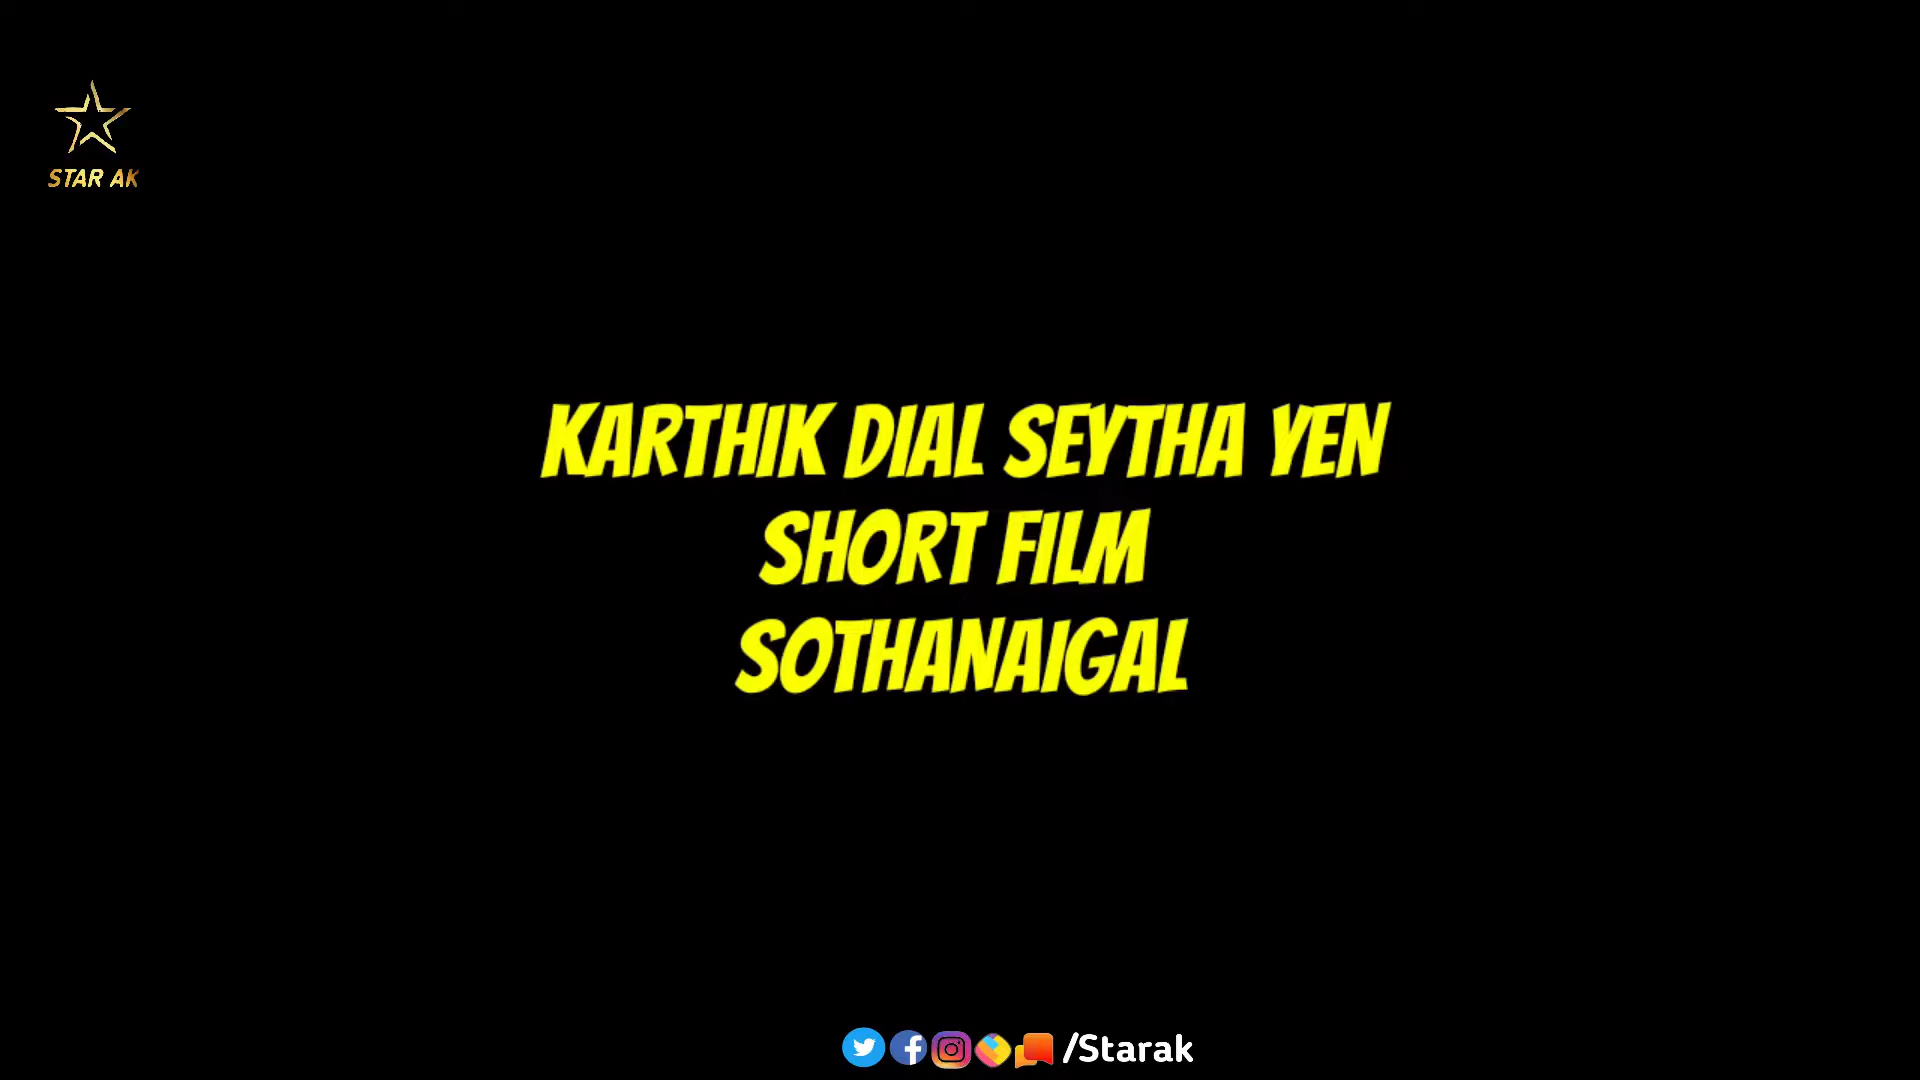 STAR AK
KARTHIK DIAL SEYTHA YEN
SHORT FILM
SOTHANAIGAL
/Starak